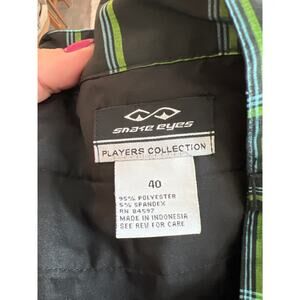 SNAKE EYES
PLAYERS COLLECTION
40
95% POLYESTER
5% SPANDEX
RN 84597
MADE IN INDONESIA
SEE REV FOR CARE